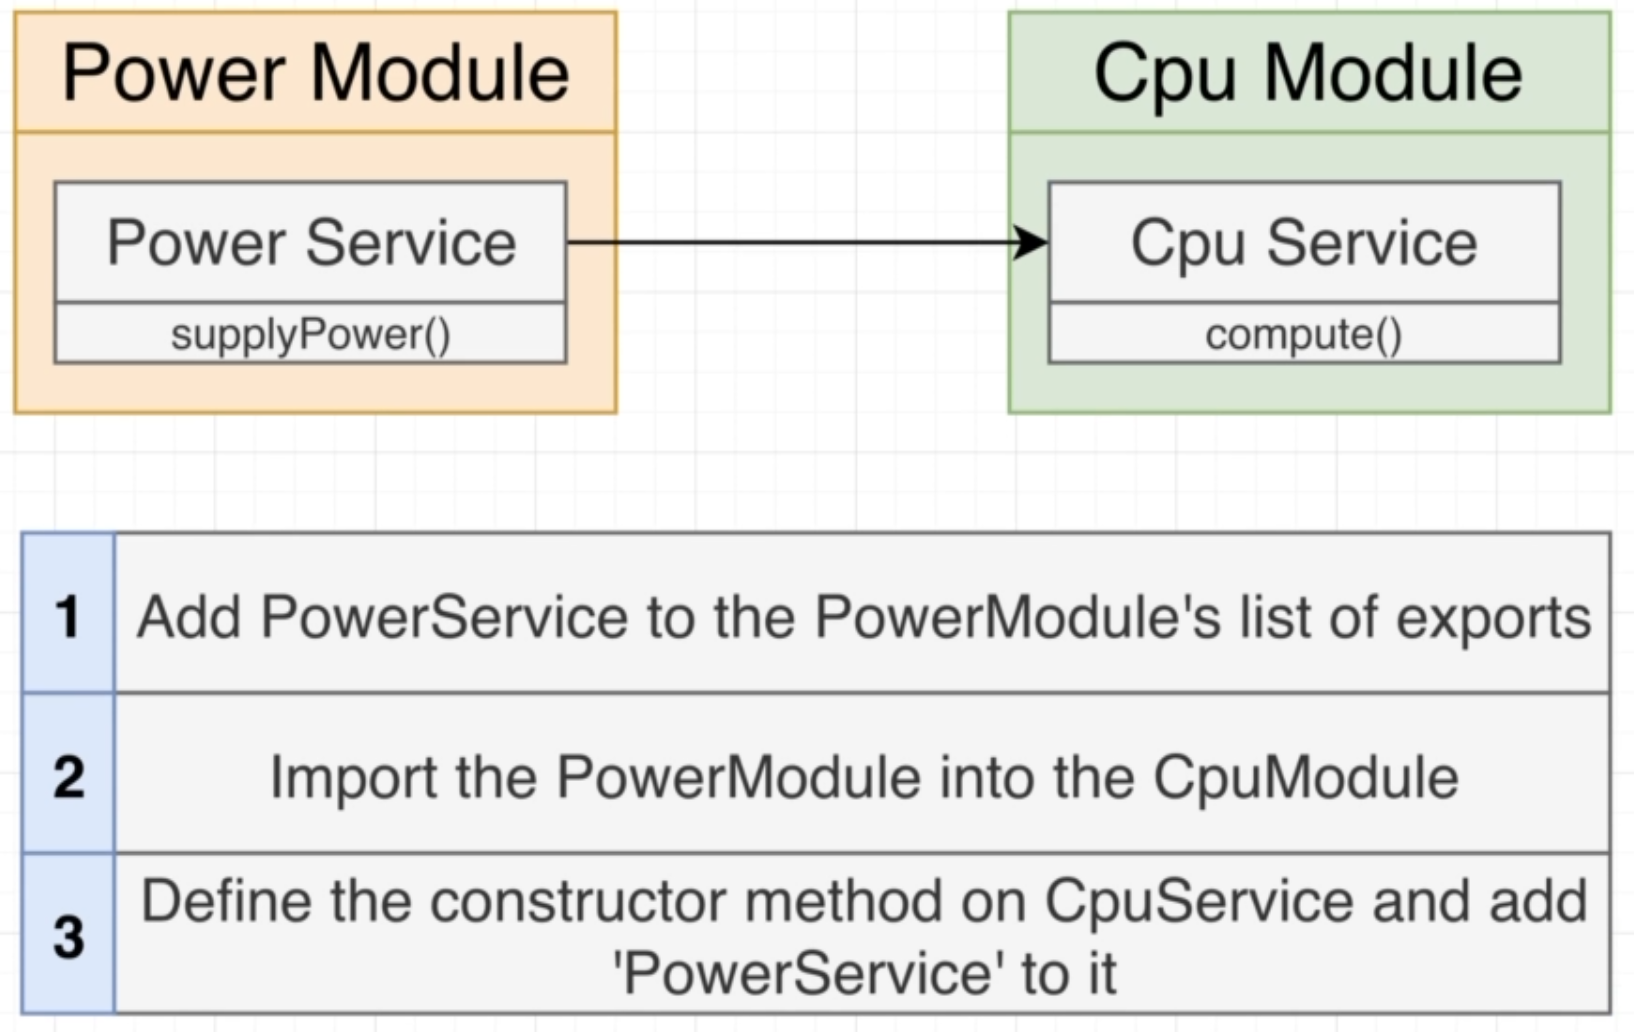 Power Module
Cpu Module
Power Service
Cpu Service
supplyPower()
compute()
1
Add PowerService to the PowerModule's list of exports
2
Import the PowerModule into the CpuModule
3
Define the constructor method on CpuService and add
'PowerService' to it